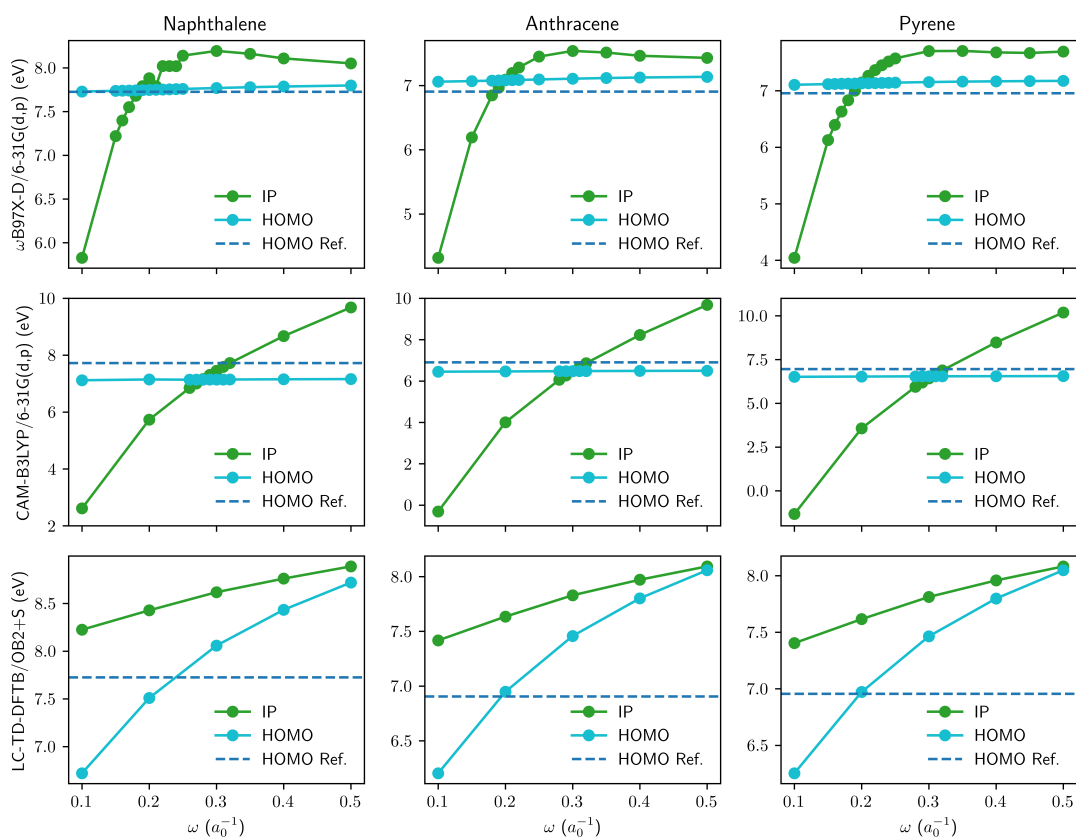 Naphthalene Anthracene Pyrene
ωB97X-D/6-31G(d,p) (eV)
8.0
7.5
7.0
6.5
6.0
IP
HOMO
HOMO Ref.
7
6
5
IP
HOMO
HOMO Ref.
7
6
5
4
IP
HOMO
HOMO Ref.
CAM-B3LYP/6-31G(d,p) (eV)
10
8
6
4
2
IP
HOMO
HOMO Ref.
10
8
6
4
2
0
IP
HOMO
HOMO Ref.
10.0
7.5
5.0
2.5
0.0
IP
HOMO
HOMO Ref.
LC-TD-DFTB/OB2+S (eV)
8.5
8.0
7.5
7.0
IP
HOMO
HOMO Ref.
0.1 0.2 0.3 0.4 0.5
ω (a₀⁻¹)
8.0
7.5
7.0
6.5
IP
HOMO
HOMO Ref.
0.1 0.2 0.3 0.4 0.5
ω (a₀⁻¹)
8.0
7.5
7.0
6.5
IP
HOMO
HOMO Ref.
0.1 0.2 0.3 0.4 0.5
ω (a₀⁻¹)